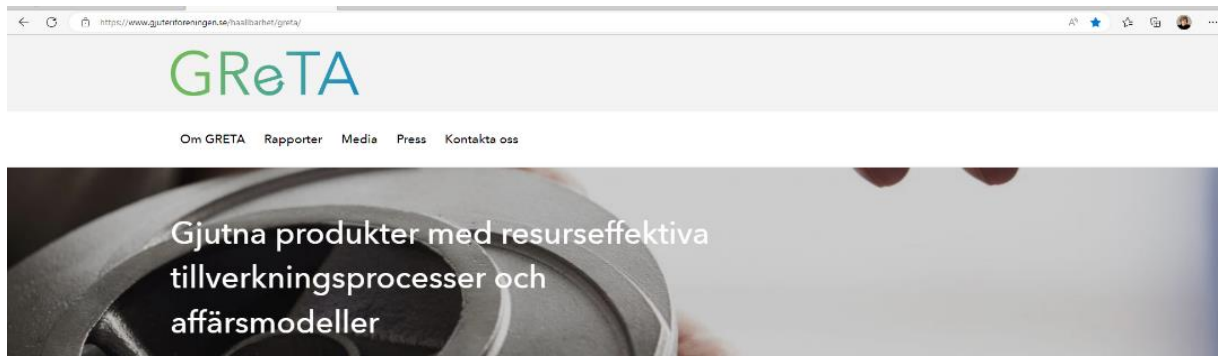 https://www.gjuteriforeningen.se/haallbarhet/greta/
GReTA
Om GRETA Rapporter Media Press Kontakta oss
Gjutna produkter med resurseffektiva
tillverkningsprocesser och
affärsmodeller